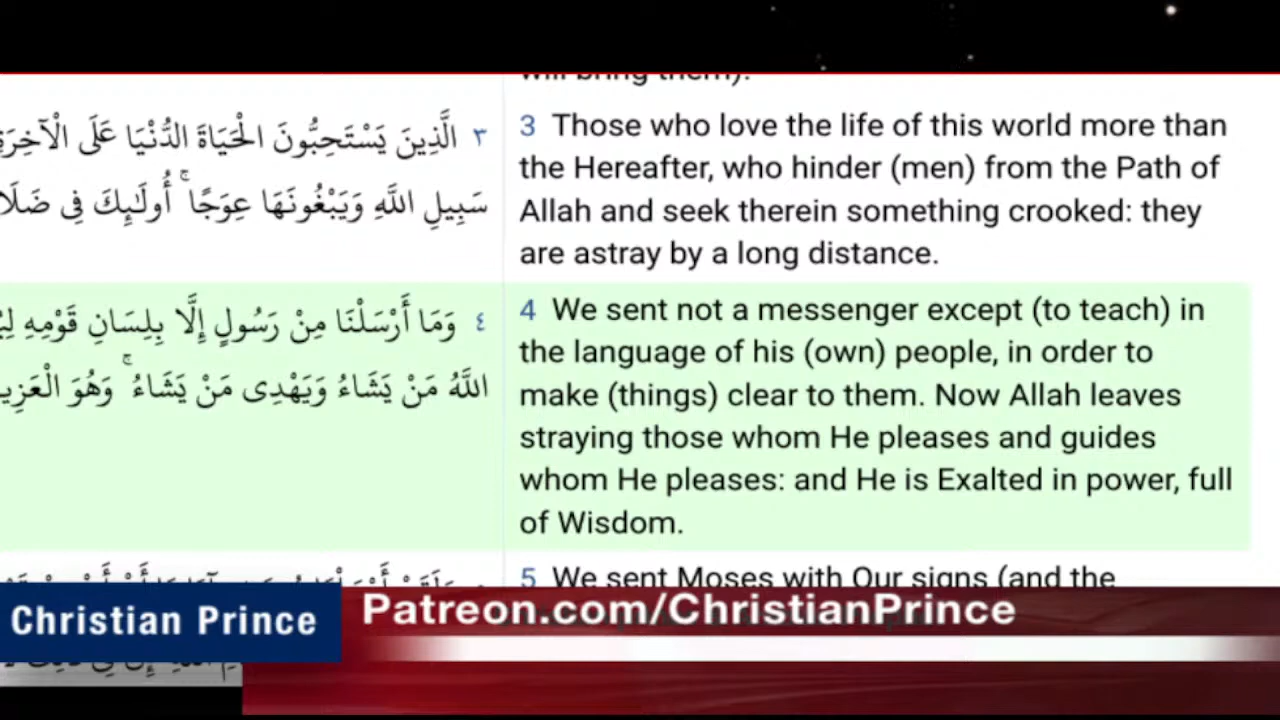 will bring them).
٣ الَّذِينَ يَسْتَحِبُّونَ الْحَيَاةَ الدُّنْيَا عَلَى الْآخِرَةِ
سَبِيلِ اللَّهِ وَيَبْغُونَهَا عِوَجًا ۚ أُولَٰئِكَ فِي
3 Those who love the life of this world more than
the Hereafter, who hinder (men) from the Path of
Allah and seek therein something crooked: they
are astray by a long distance.
٤ وَمَا أَرْسَلْنَا مِنْ رَسُولٍ إِلَّا بِلِسَانِ قَوْمِهِ
اللَّهُ مَنْ يَشَاءُ وَيَهْدِي مَنْ يَشَاءُ ۚ وَهُوَ
4 We sent not a messenger except (to teach) in
the language of his (own) people, in order to
make (things) clear to them. Now Allah leaves
straying those whom He pleases and guides
whom He pleases: and He is Exalted in power, full
of Wisdom.
5 We sent Moses with Our signs (and the
Christian Prince
Patreon.com/ChristianPrince